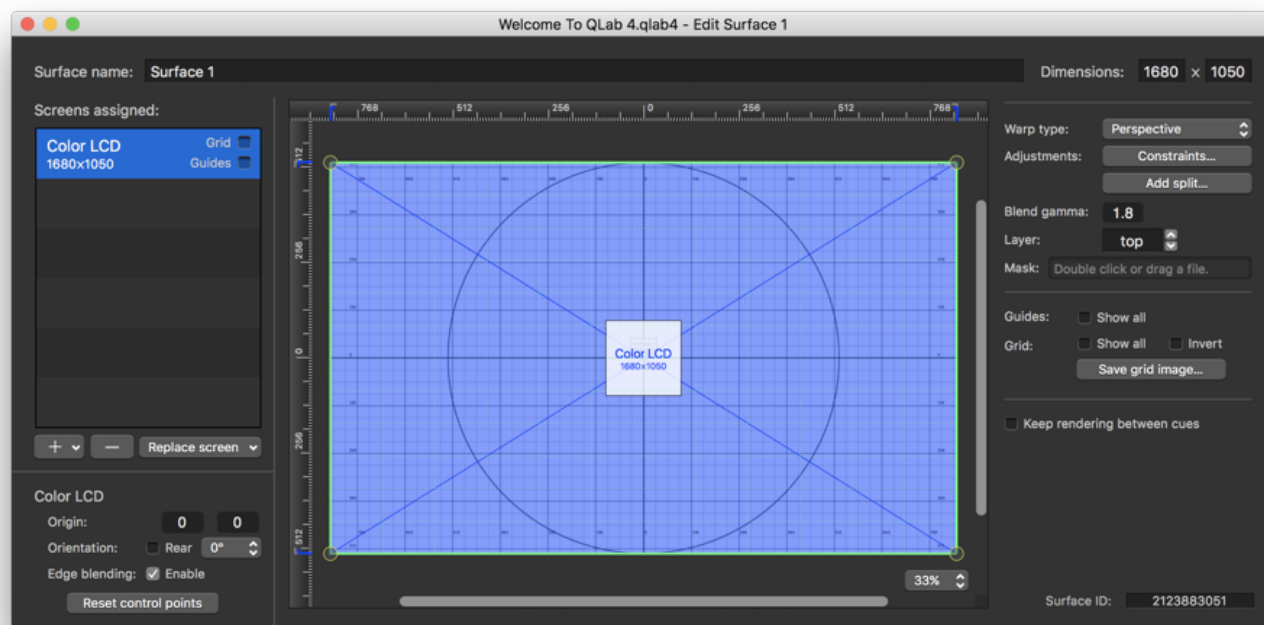 Welcome To QLab 4.qlab4 - Edit Surface 1
Surface name: Surface 1
Dimensions: 1680 x 1050
Screens assigned:
Color LCD
1680x1050
Grid
Guides
+
−
Replace screen
Color LCD
Origin: 0 0
Orientation: Rear 0°
Edge blending: Enable
Reset control points
768 512 256 0 256 512 768
512
256
0
256
512
Color LCD
1680x1050
33%
Warp type: Perspective
Adjustments: Constraints...
Add split...
Blend gamma: 1.8
Layer: top
Mask: Double click or drag a file.
Guides: Show all
Grid: Show all Invert
Save grid image...
Keep rendering between cues
Surface ID: 2123883051